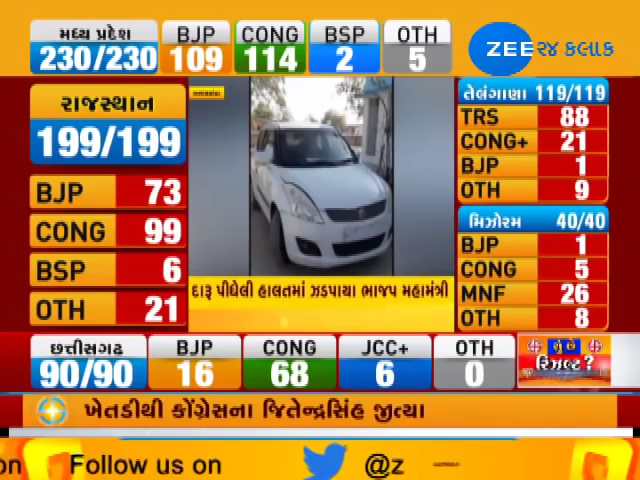 મધ્ય પ્રદેશ BJP CONG BSP OTH
230/230 109 114 2 5
ZEE ૨૪ કલાક
રાજસ્થાન
199/199
BJP 73
CONG 99
BSP 6
OTH 21
દારૂ પીધેલી હાલતમાં ઝડપાયા ભાજપ મહામંત્રી
તેલંગાણા 119/119
TRS 88
CONG+ 21
BJP 1
OTH 9
મિઝોરમ 40/40
BJP 1
CONG 5
MNF 26
OTH 8
છત્તીસગઢ BJP CONG JCC+ OTH
90/90 16 68 6 0
રિઝલ્ટ?
ખેતડીથી કોંગ્રેસના જિતેન્દ્રસિંહ જીત્યા
on Follow us on @z